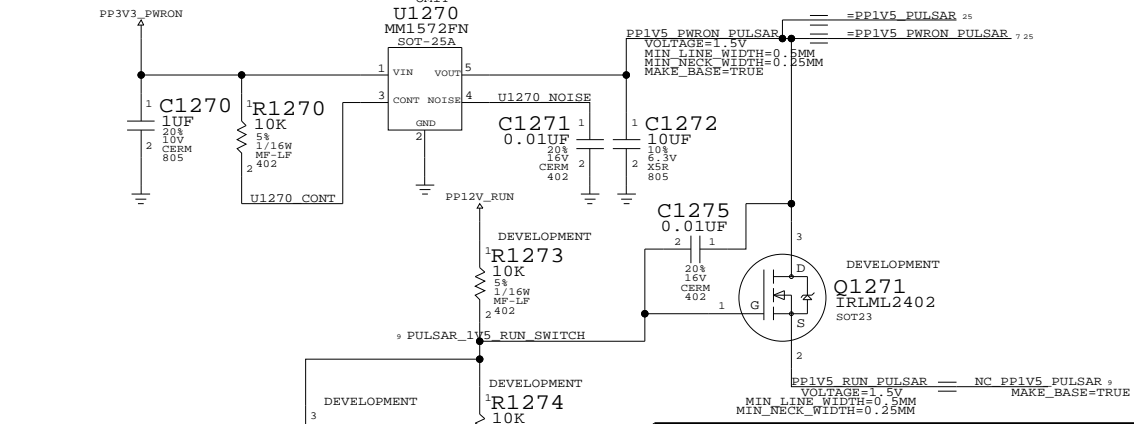 PP3V3_PWRON
U1270
MM1572FN
SOT-25A
1 VIN VOUT 5
3 CONT NOISE 4
GND
2
U1270_NOISE
1 C1270
1UF
20%
10V
2 CERM
805
1 R1270
10K
5%
1/16W
MF-LF
2 402
U1270_CONT
C1271 1
0.01UF
20%
16V
CERM 2
402
1 C1272
10UF
10%
6.3V
2 X5R
805
PP1V5_PWRON_PULSAR
VOLTAGE=1.5V
MIN_LINE_WIDTH=0.5MM
MIN_NECK_WIDTH=0.25MM
MAKE_BASE=TRUE
=PP1V5_PULSAR 25
=PP1V5_PWRON_PULSAR 7 25
PP12V_RUN
DEVELOPMENT
1 R1273
10K
5%
1/16W
MF-LF
2 402
9 PULSAR_1V5_RUN_SWITCH
C1275
0.01UF
2 1
20%
16V
CERM
402
3
D
1 G
S
2
DEVELOPMENT
Q1271
IRLML2402
SOT23
PP1V5_RUN_PULSAR
VOLTAGE=1.5V
MIN_LINE_WIDTH=0.5MM
MIN_NECK_WIDTH=0.25MM
NC_PP1V5_PULSAR 9
MAKE_BASE=TRUE
DEVELOPMENT
3
DEVELOPMENT
1 R1274
10K